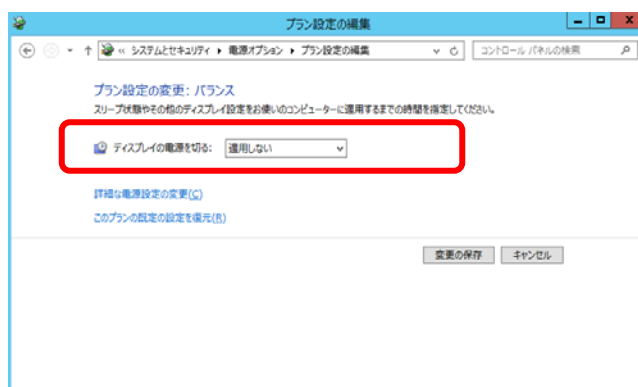 プラン設定の編集
« システムとセキュリティ ▸ 電源オプション ▸ プラン設定の編集
コントロール パネルの検索
プラン設定の変更: バランス
スリープ状態やその他のディスプレイ設定をお使いのコンピューターに適用するまでの時間を指定してください。
ディスプレイの電源を切る: 適用しない
詳細な電源設定の変更(C)
このプランの既定の設定を復元(R)
変更の保存 キャンセル